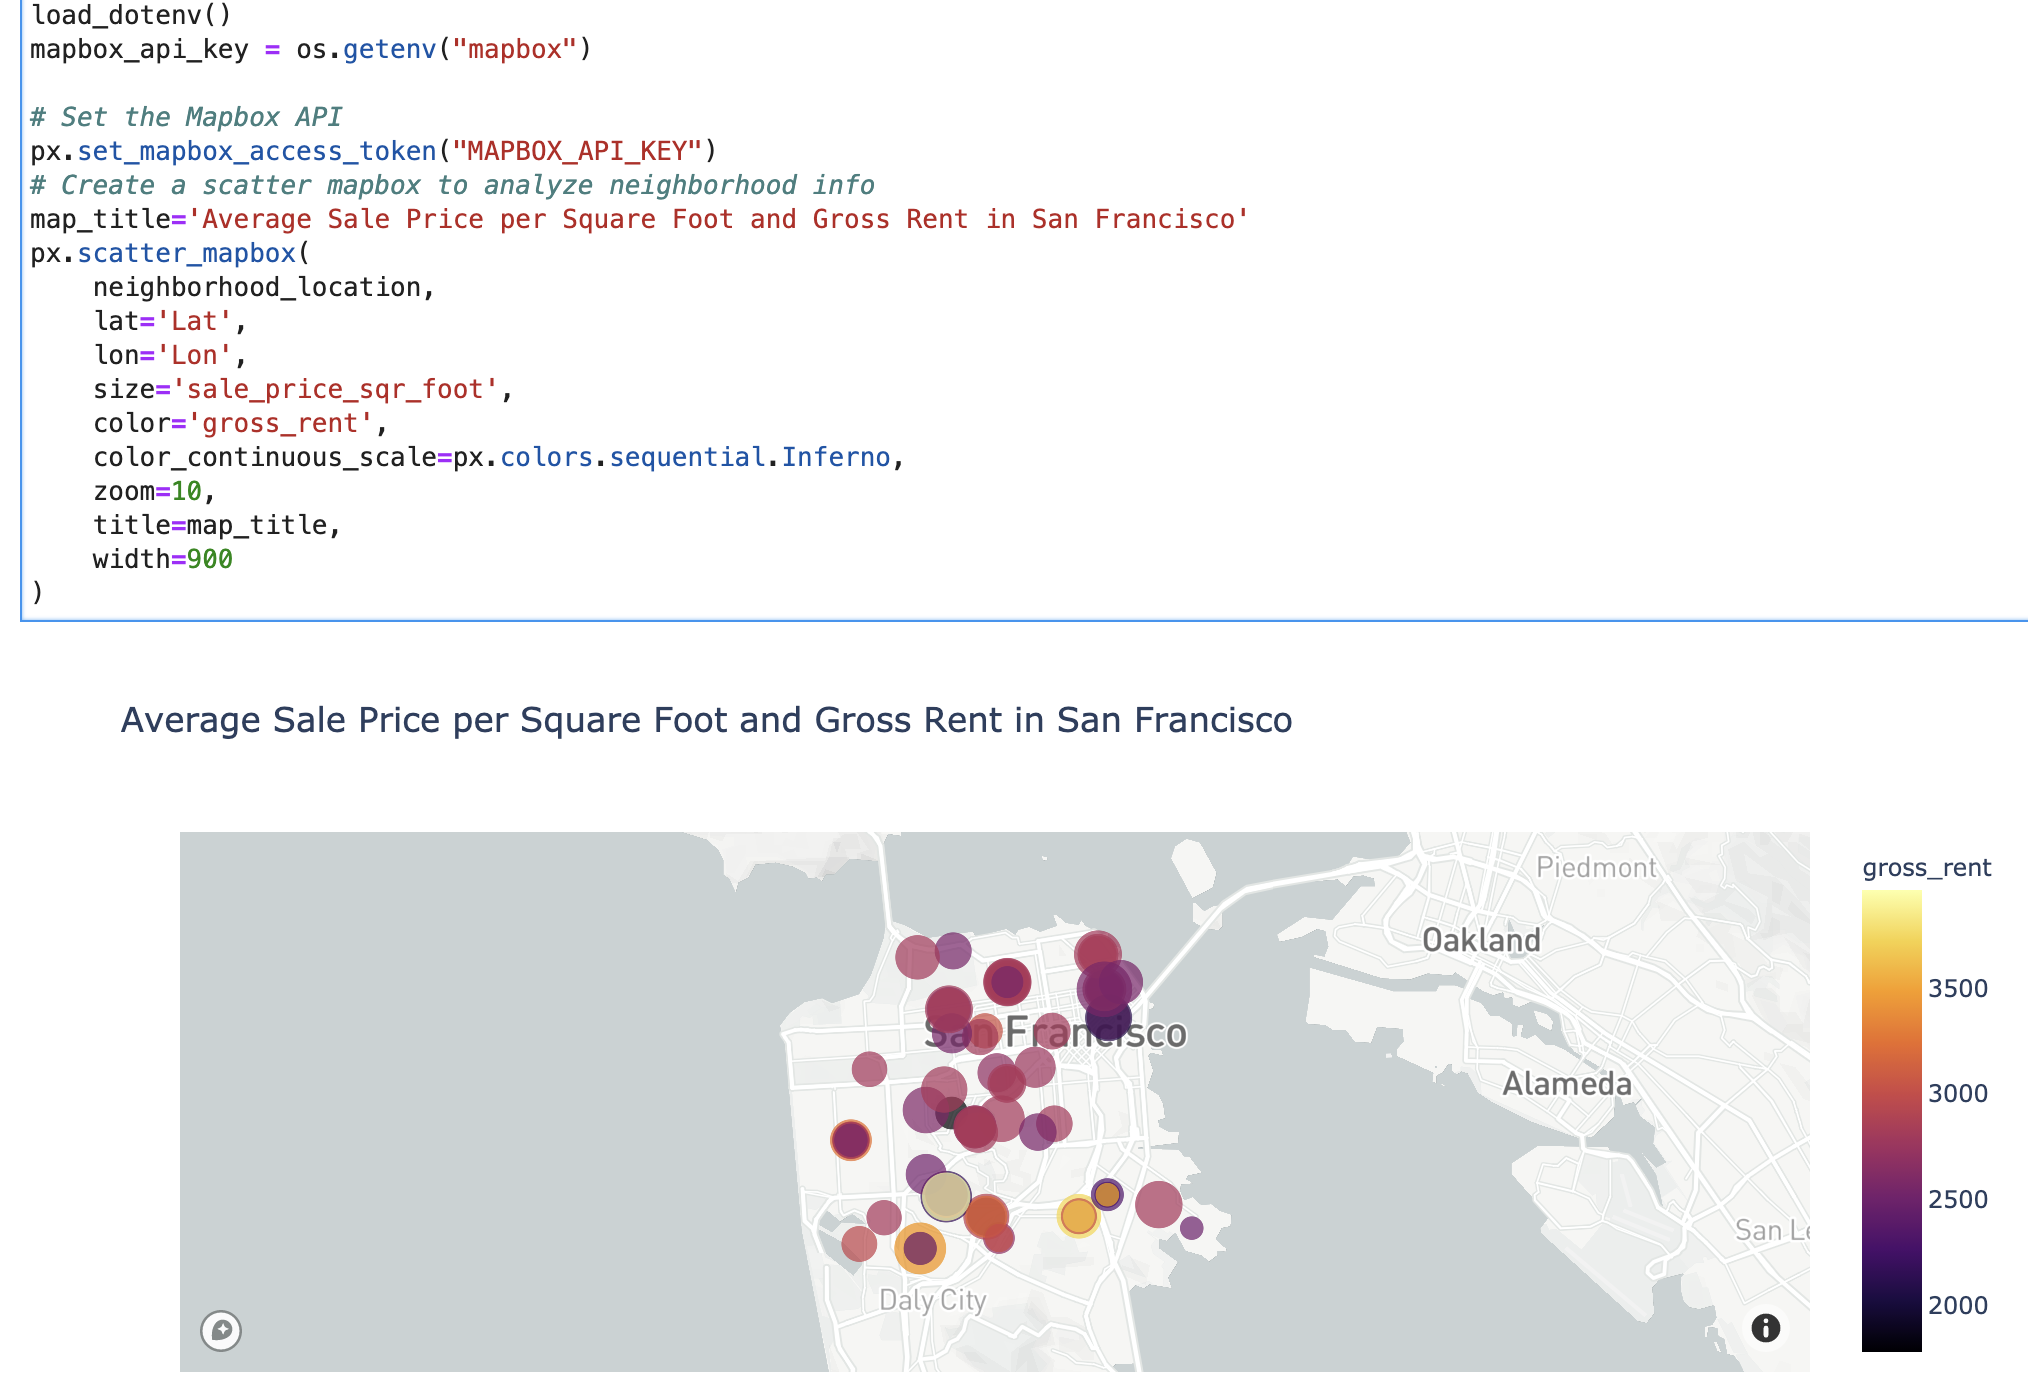 load_dotenv()
mapbox_api_key = os.getenv("mapbox")
# Set the Mapbox API
px.set_mapbox_access_token("MAPBOX_API_KEY")
# Create a scatter mapbox to analyze neighborhood info
map_title='Average Sale Price per Square Foot and Gross Rent in San Francisco'
px.scatter_mapbox(
    neighborhood_location,
    lat='Lat',
    lon='Lon',
    size='sale_price_sqr_foot',
    color='gross_rent',
    color_continuous_scale=px.colors.sequential.Inferno,
    zoom=10,
    title=map_title,
    width=900
)
Average Sale Price per Square Foot and Gross Rent in San Francisco
Piedmont
gross_rent
Oakland
3500
San Francisco
Alameda
3000
2500
San Le
Daly City
2000